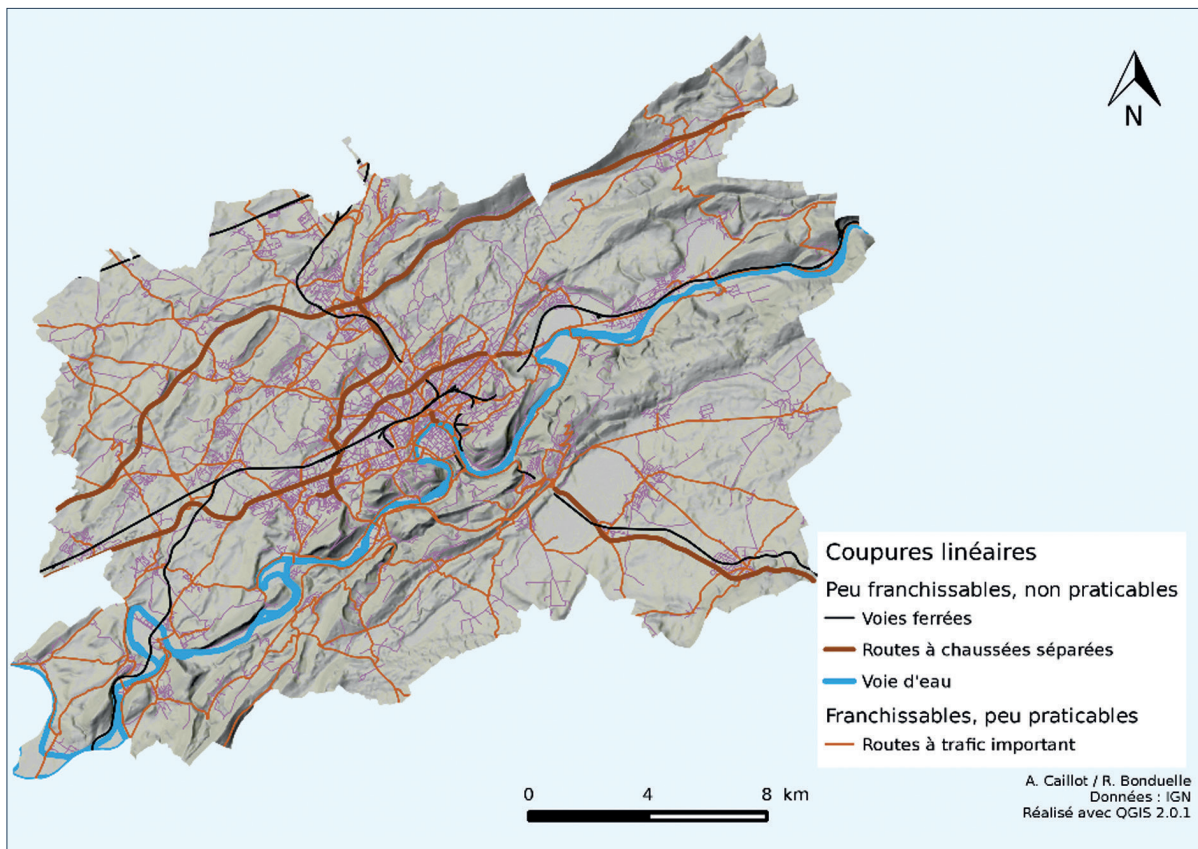 N
Coupures linéaires
Peu franchissables, non praticables
Voies ferrées
Routes à chaussées séparées
Voie d'eau
Franchissables, peu praticables
Routes à trafic important
0 4 8 km
A. Caillot / R. Bonduelle
Données : IGN
Réalisé avec QGIS 2.0.1